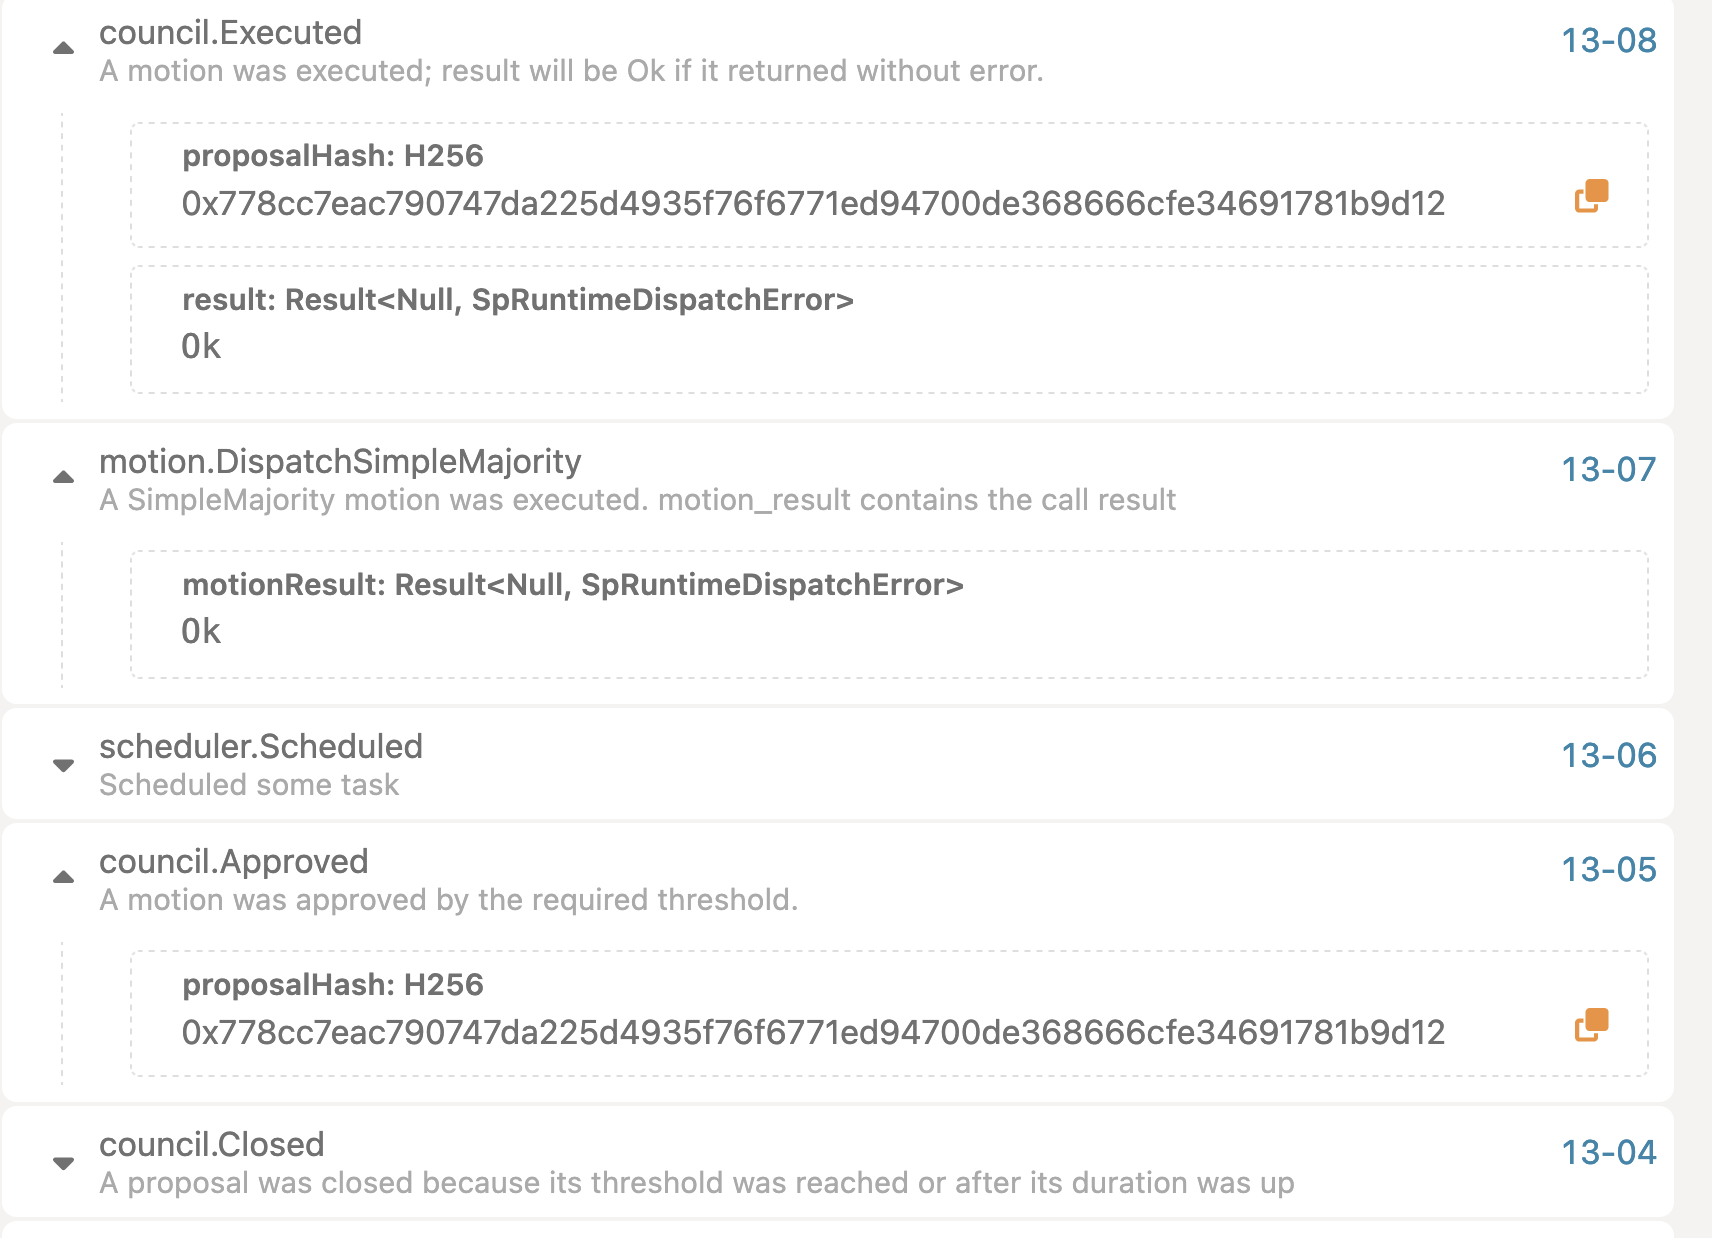 council.Executed
13-08
A motion was executed; result will be Ok if it returned without error.
proposalHash: H256
0x778cc7eac790747da225d4935f76f6771ed94700de368666cfe34691781b9d12
result: Result<Null, SpRuntimeDispatchError>
Ok
motion.DispatchSimpleMajority
13-07
A SimpleMajority motion was executed. motion_result contains the call result
motionResult: Result<Null, SpRuntimeDispatchError>
Ok
scheduler.Scheduled
13-06
Scheduled some task
council.Approved
13-05
A motion was approved by the required threshold.
proposalHash: H256
0x778cc7eac790747da225d4935f76f6771ed94700de368666cfe34691781b9d12
council.Closed
13-04
A proposal was closed because its threshold was reached or after its duration was up